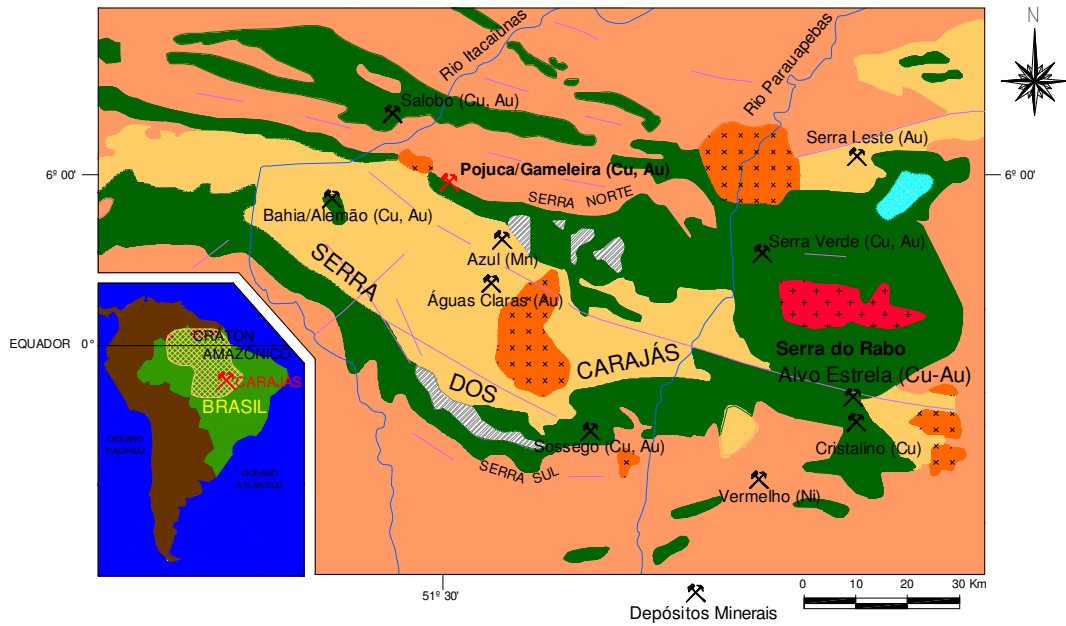 N
Rio Itacaiúnas
Rio Parauapebas
Salobo (Cu, Au)
Serra Leste (Au)
6º 00'
Pojuca/Gameleira (Cu, Au)
6º 00'
SERRA NORTE
Bahia/Alemão (Cu, Au)
Serra Verde (Cu, Au)
Azul (Mn)
SERRA
Águas Claras (Au)
DOS
CARAJÁS
Serra do Rabo
Alvo Estrela (Cu-Au)
Sossego (Cu, Au)
Cristalino (Cu)
SERRA SUL
Vermelho (Ni)
EQUADOR 0°
CRÁTON
AMAZÔNICO
CARAJÁS
BRASIL
OCEANO
PACÍFICO
OCEANO
ATLÂNTICO
51º 30'
Depósitos Minerais
0 10 20 30 Km